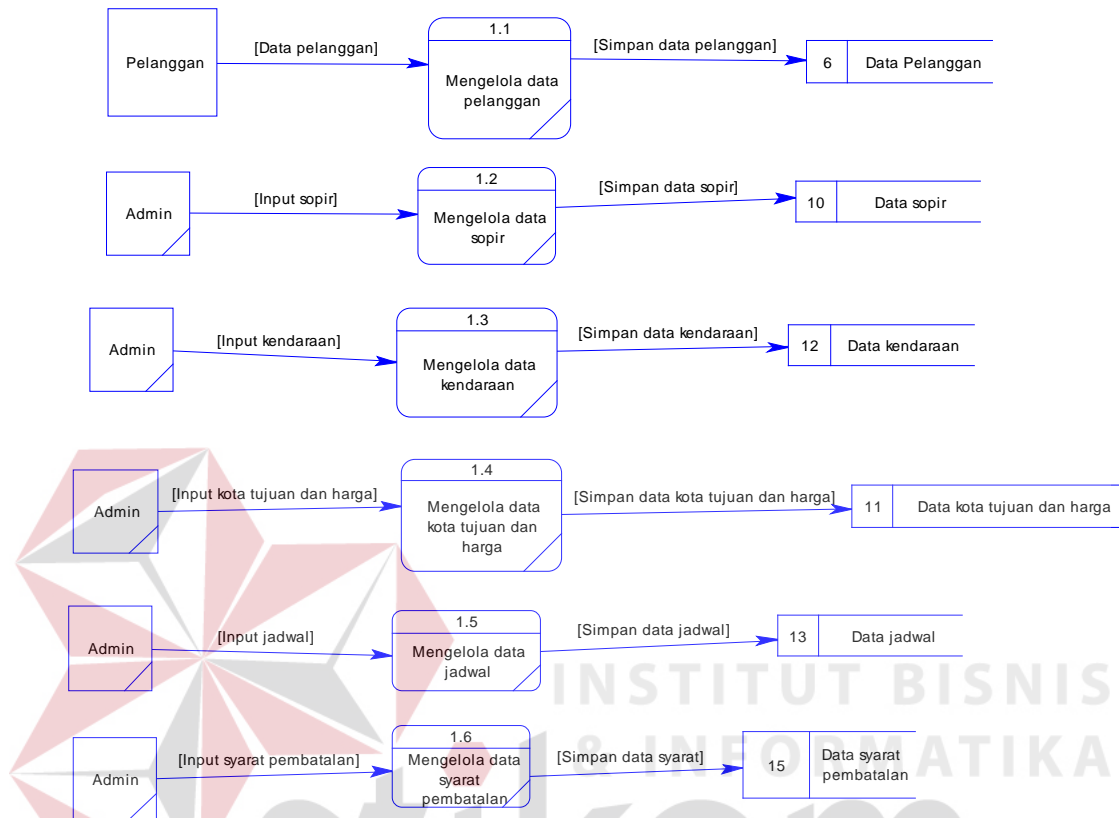 1.1
Pelanggan
[Data pelanggan]
Mengelola data
pelanggan
[Simpan data pelanggan]
6
Data Pelanggan
1.2
Admin
[Input sopir]
Mengelola data
sopir
[Simpan data sopir]
10
Data sopir
1.3
Admin
[Input kendaraan]
Mengelola data
kendaraan
[Simpan data kendaraan]
12
Data kendaraan
1.4
Admin
[Input kota tujuan dan harga]
Mengelola data
kota tujuan dan
harga
[Simpan data kota tujuan dan harga]
11
Data kota tujuan dan harga
1.5
Admin
[Input jadwal]
Mengelola data
jadwal
[Simpan data jadwal]
13
Data jadwal
INSTITUT BISNIS
& INFORMATIKA
1.6
Admin
[Input syarat pembatalan]
Mengelola data
syarat
pembatalan
[Simpan data syarat]
15
Data syarat
pembatalan